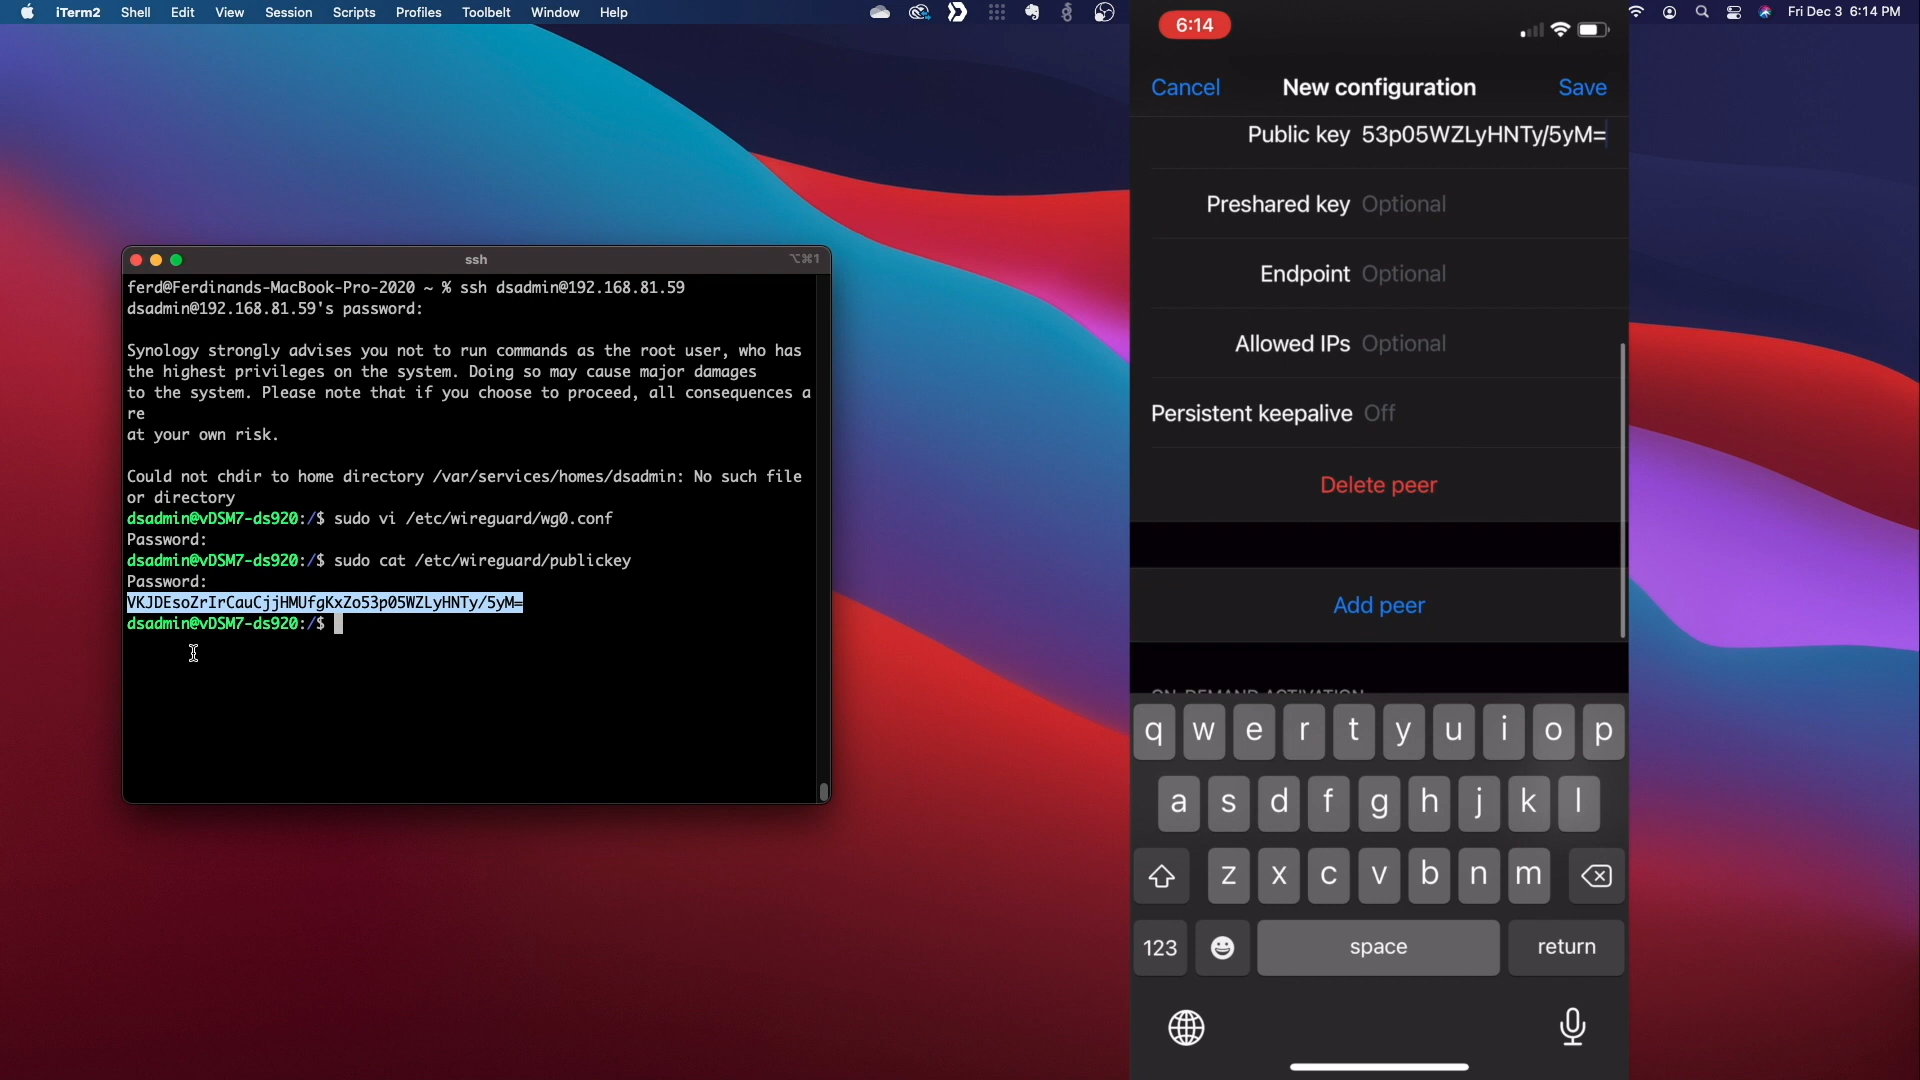 iTerm2 Shell Edit View Session Scripts Profiles Toolbelt Window Help
Fri Dec 3 6:14 PM
ssh
⌥⌘1
ferd@Ferdinands-MacBook-Pro-2020 ~ % ssh dsadmin@192.168.81.59
dsadmin@192.168.81.59's password:
Synology strongly advises you not to run commands as the root user, who has
the highest privileges on the system. Doing so may cause major damages
to the system. Please note that if you choose to proceed, all consequences a
re
at your own risk.
Could not chdir to home directory /var/services/homes/dsadmin: No such file
or directory
dsadmin@vDSM7-ds920:/$ sudo vi /etc/wireguard/wg0.conf
Password:
dsadmin@vDSM7-ds920:/$ sudo cat /etc/wireguard/publickey
Password:
VKJDEsoZrIrCauCjjHMUfgKxZo53p05WZLyHNTy/5yM=
dsadmin@vDSM7-ds920:/$
6:14
Cancel New configuration Save
Public key 53p05WZLyHNTy/5yM=
Preshared key Optional
Endpoint Optional
Allowed IPs Optional
Persistent keepalive Off
Delete peer
Add peer
ON-DEMAND ACTIVATION
q w e r t y u i o p
a s d f g h j k l
z x c v b n m
123 space return